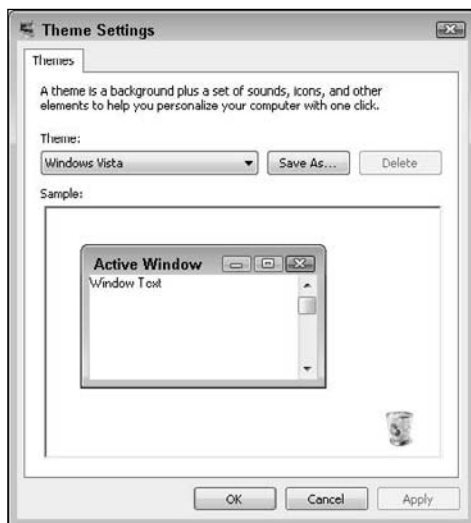 Theme Settings
Themes
A theme is a background plus a set of sounds, icons, and other
elements to help you personalize your computer with one click.
Theme:
Windows Vista
Save As...
Delete
Sample:
Active Window
Window Text
OK
Cancel
Apply